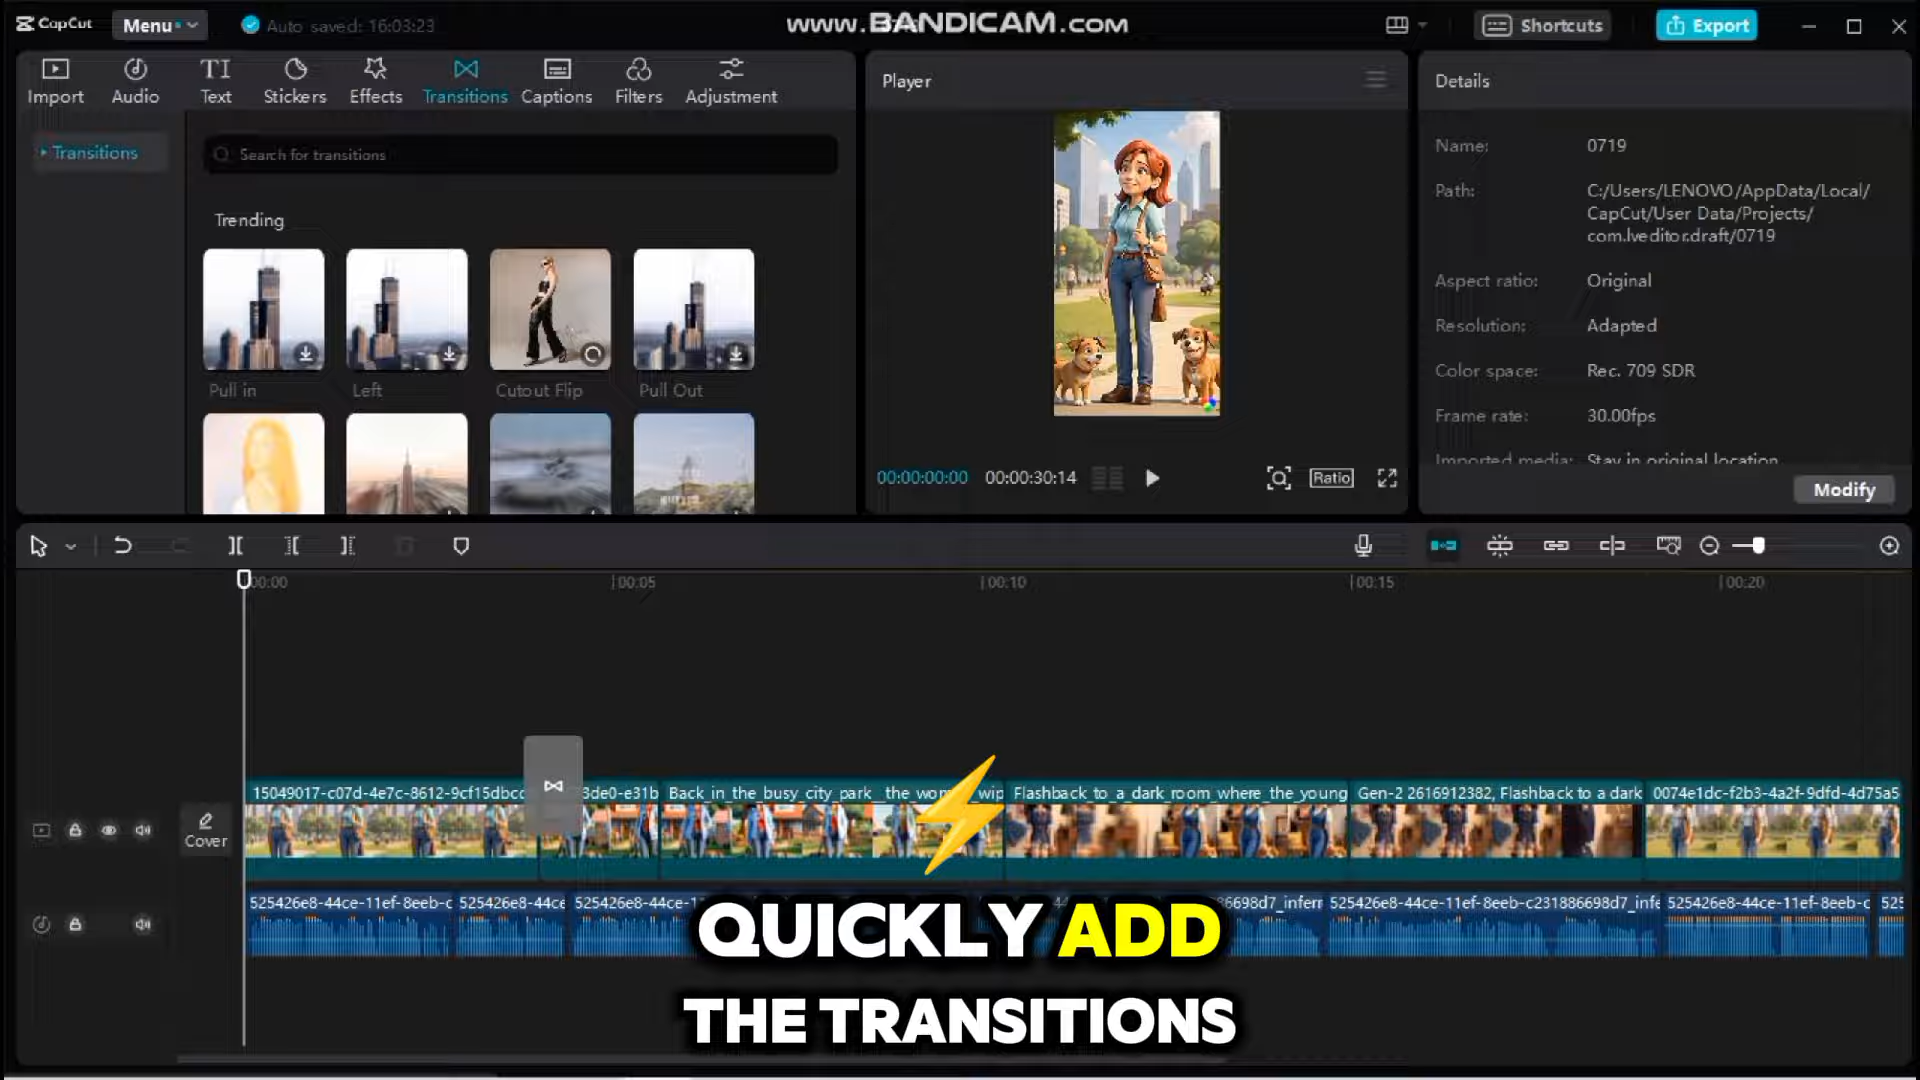 CapCut
Menu
Auto saved: 16:03:23
www.BANDICAM.com
Shortcuts
Export
Import
Audio
Text
Stickers
Effects
Transitions
Captions
Filters
Adjustment
Transitions
Search for transitions
Trending
Pull in
Left
Cutout Flip
Pull Out
Player
00:00:00:00
00:00:30:14
Ratio
Details
Name: 0719
Path: C:/Users/LENOVO/AppData/Local/
CapCut/User Data/Projects/
com.lveditor.draft/0719
Aspect ratio: Original
Resolution: Adapted
Color space: Rec. 709 SDR
Frame rate: 30.00fps
Imported media: Stay in original location
Modify
00:00
00:05
00:10
00:15
00:20
Cover
15049017-c07d-4e7c-8612-9cf15dbcd
3de0-e31b
Back_in_the_busy_city_park__the_wom
wip
Flashback_to_a_dark_room_where_the_young
Gen-2 2616912382, Flashback to a dark
0074e1dc-f2b3-4a2f-9dfd-4d75a5
525426e8-44ce-11ef-8eeb-c
525426e8-44ce
525426e8-44ce-1
6698d7_inferr
525426e8-44ce-11ef-8eeb-c231886698d7_infe
525426e8-44ce-11ef-8eeb-c
525
QUICKLY ADD
THE TRANSITIONS